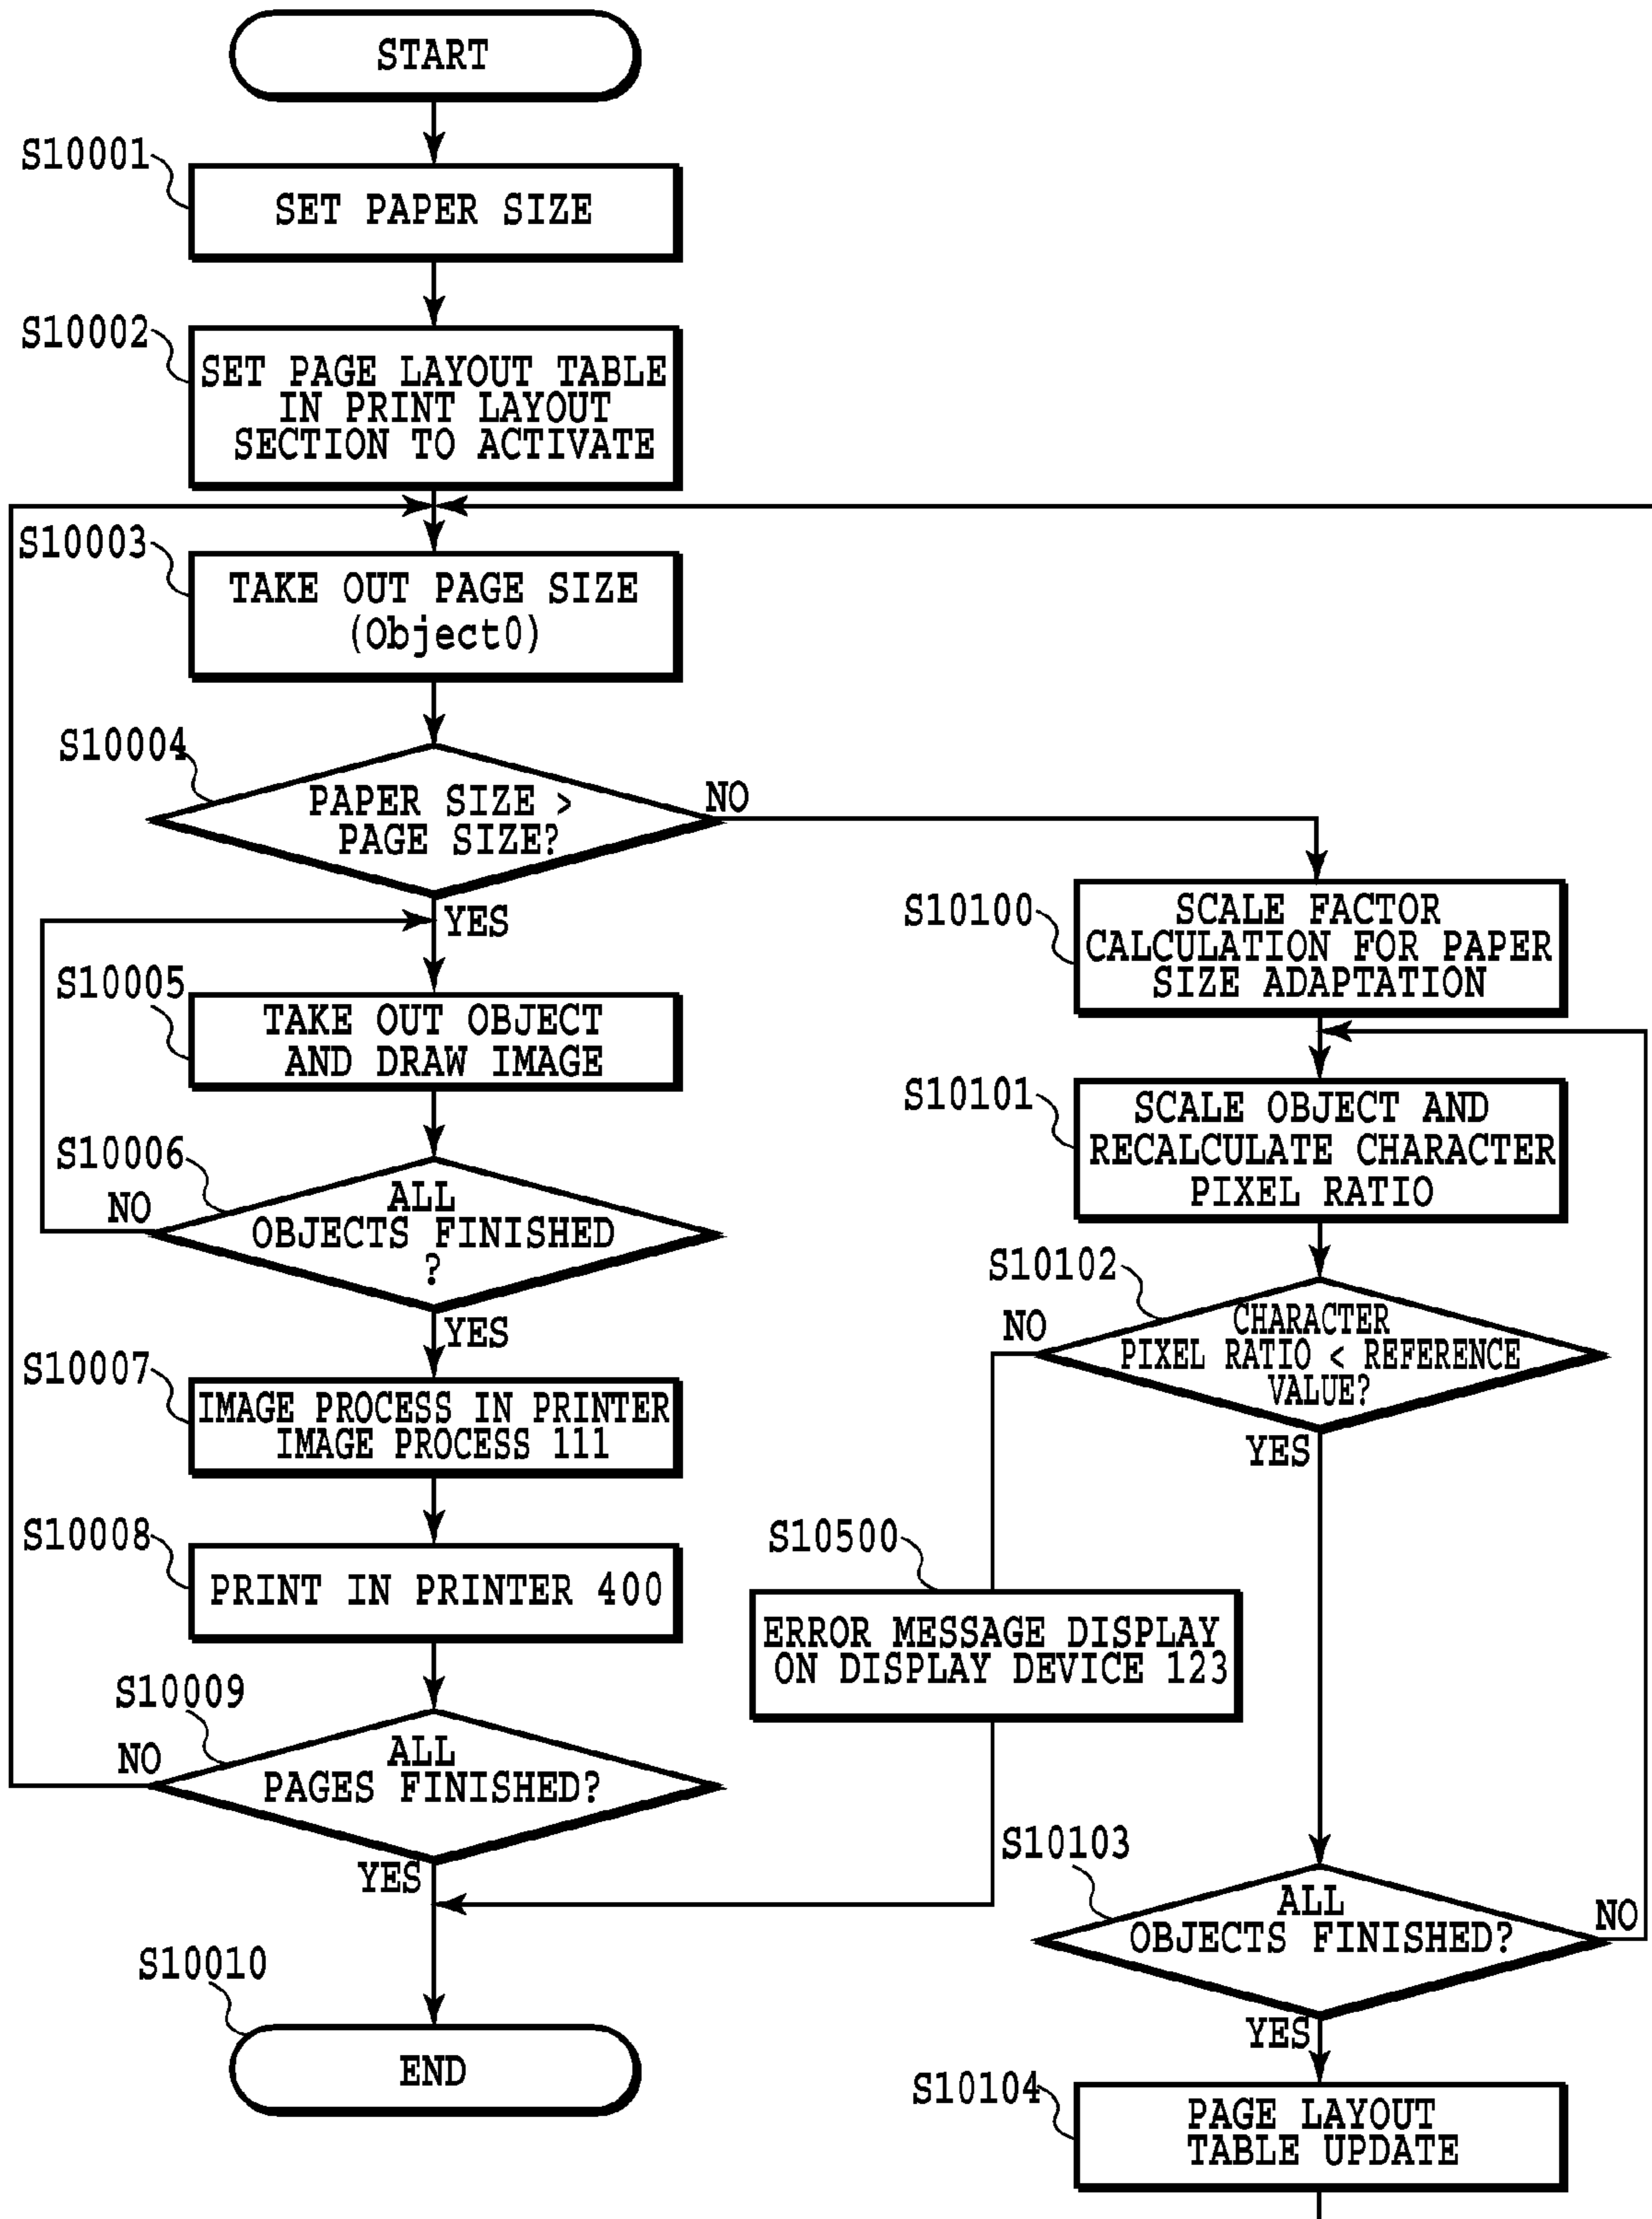 START
S10001
SET PAPER SIZE
S10002
SET PAGE LAYOUT TABLE
IN PRINT LAYOUT
SECTION TO ACTIVATE
S10003
TAKE OUT PAGE SIZE
(Object0)
S10004
PAPER SIZE >
PAGE SIZE?
NO
YES
S10005
TAKE OUT OBJECT
AND DRAW IMAGE
S10006
ALL
OBJECTS FINISHED
?
NO
YES
S10007
IMAGE PROCESS IN PRINTER
IMAGE PROCESS 111
S10008
PRINT IN PRINTER 400
S10009
ALL
PAGES FINISHED?
NO
YES
S10010
END
S10100
SCALE FACTOR
CALCULATION FOR PAPER
SIZE ADAPTATION
S10101
SCALE OBJECT AND
RECALCULATE CHARACTER
PIXEL RATIO
S10102
CHARACTER
PIXEL RATIO < REFERENCE
VALUE?
NO
YES
S10500
ERROR MESSAGE DISPLAY
ON DISPLAY DEVICE 123
S10103
ALL
OBJECTS FINISHED?
NO
YES
S10104
PAGE LAYOUT
TABLE UPDATE